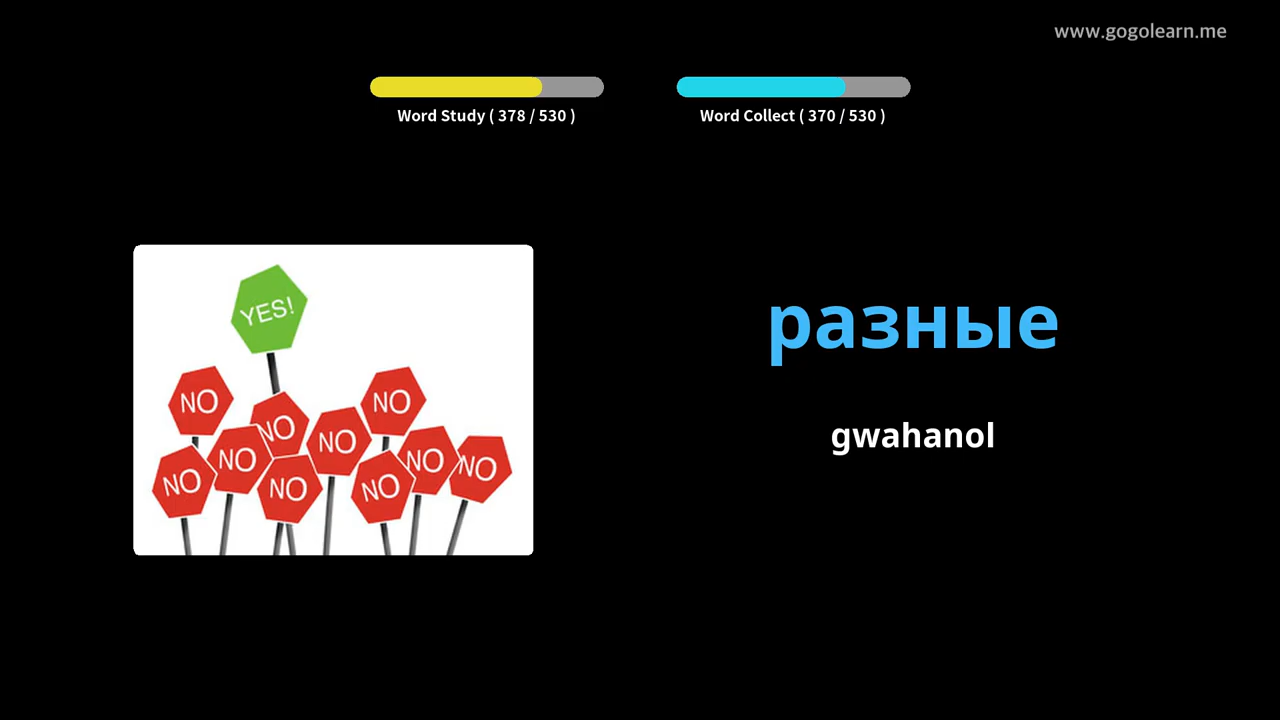 www.gogolearn.me
Word Study ( 378 / 530 )
Word Collect ( 370 / 530 )
YES!
NO
NO
NO
NO
NO
NO
NO
NO
NO
NO
разные
gwahanol